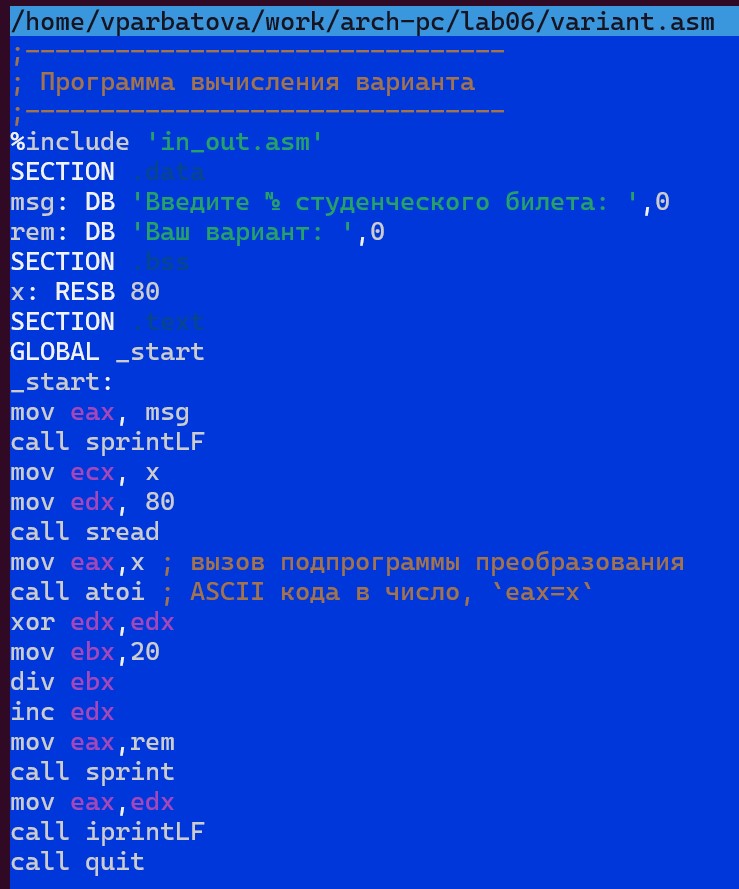 /home/vparbatova/work/arch-pc/lab06/variant.asm
;--------------------------------
; Программа вычисления варианта
;--------------------------------
%include 'in_out.asm'
SECTION .data
msg: DB 'Введите № студенческого билета: ',0
rem: DB 'Ваш вариант: ',0
SECTION .bss
x: RESB 80
SECTION .text
GLOBAL _start
_start:
mov eax, msg
call sprintLF
mov ecx, x
mov edx, 80
call sread
mov eax,x ; вызов подпрограммы преобразования
call atoi ; ASCII кода в число, `eax=x`
xor edx,edx
mov ebx,20
div ebx
inc edx
mov eax,rem
call sprint
mov eax,edx
call iprintLF
call quit